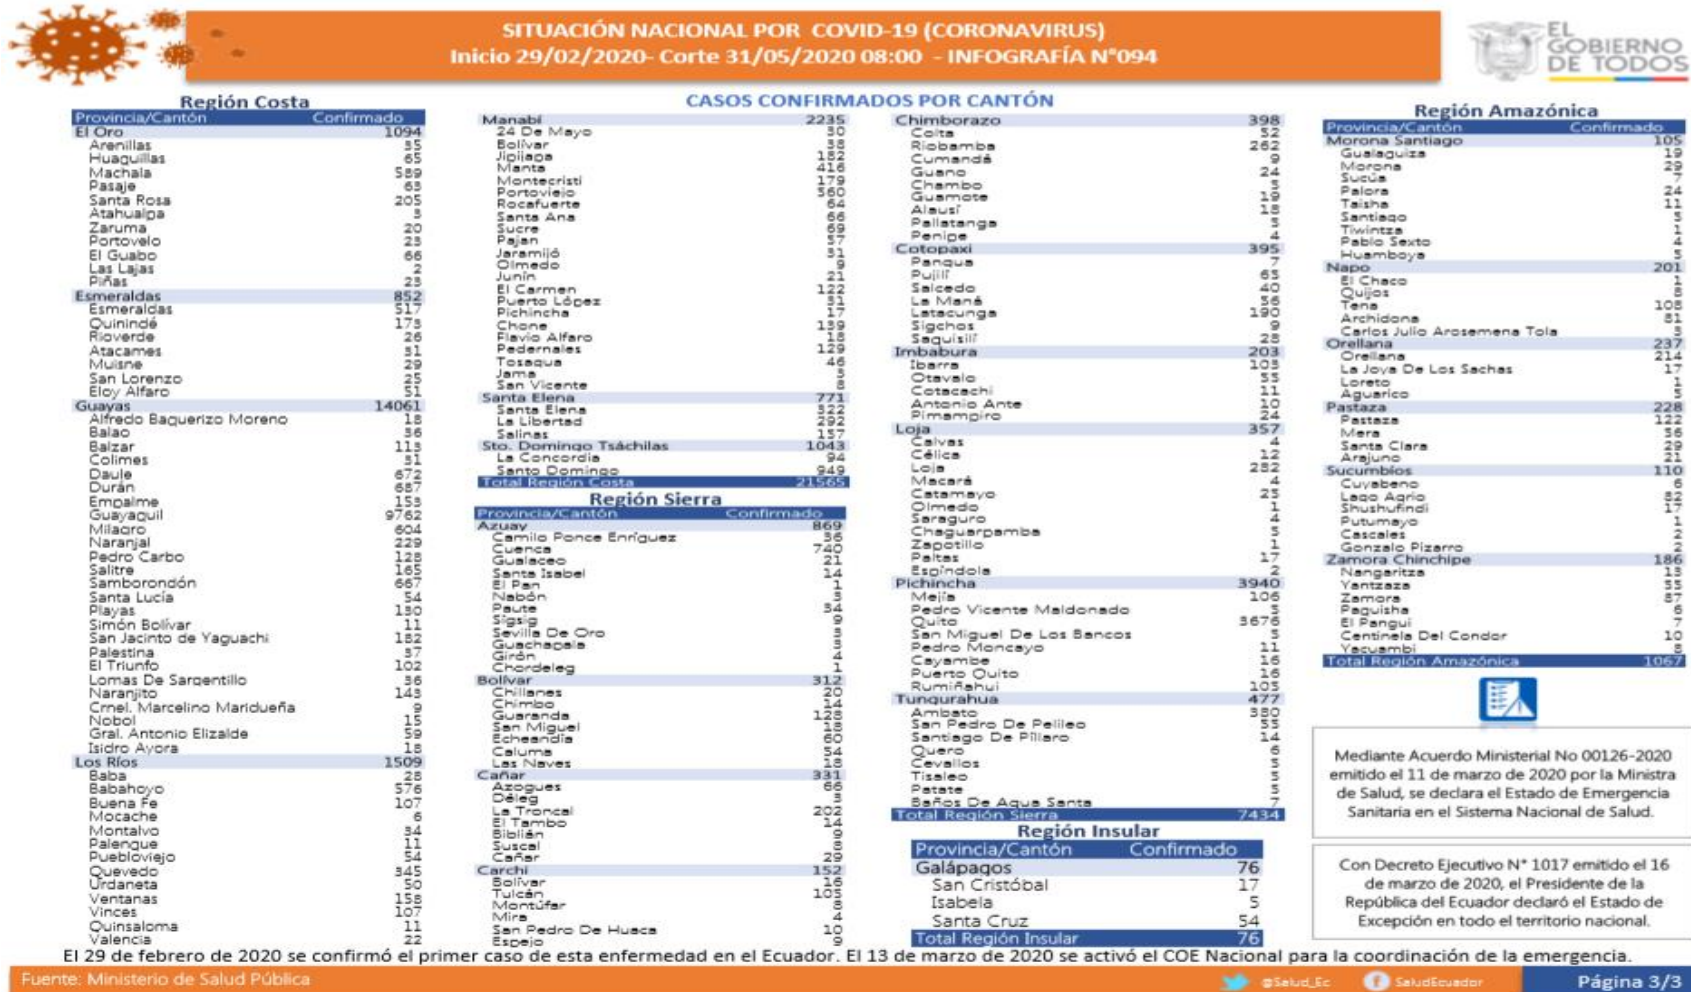 SITUACIÓN NACIONAL POR COVID-19 (CORONAVIRUS)
Inicio 29/02/2020- Corte 31/05/2020 08:00 - INFOGRAFÍA N°094
EL
GOBIERNO
DE TODOS
CASOS CONFIRMADOS POR CANTÓN
Región Costa
Provincia/Cantón Confirmado
El Oro 1094
Arenillas 35
Huaquillas 65
Machala 589
Pasaje 63
Santa Rosa 205
Atahualpa 3
Zaruma 20
Portovelo 23
El Guabo 66
Las Lajas 2
Piñas 23
Esmeraldas 852
Esmeraldas 517
Quinindé 173
Rioverde 26
Atacames 31
Muisne 29
San Lorenzo 25
Eloy Alfaro 51
Guayas 14061
Alfredo Baquerizo Moreno 18
Balao 36
Balzar 113
Colimes 31
Daule 672
Durán 687
Empalme 153
Guayaquil 9762
Milagro 604
Naranjal 229
Pedro Carbo 128
Salitre 165
Samborondón 667
Santa Lucía 54
Playas 130
Simón Bolívar 11
San Jacinto de Yaguachi 182
Palestina 37
El Triunfo 102
Lomas De Sargentillo 36
Naranjito 143
Crnel. Marcelino Maridueña 9
Nobol 15
Gral. Antonio Elizalde 59
Isidro Ayora 18
Los Ríos 1509
Baba 28
Babahoyo 576
Buena Fe 107
Mocache 6
Montalvo 34
Palenque 11
Puebloviejo 54
Quevedo 345
Urdaneta 50
Ventanas 158
Vinces 107
Quinsaloma 11
Valencia 22
Manabí 2235
24 De Mayo 30
Bolívar 38
Jipijapa 182
Manta 416
Montecristi 179
Portoviejo 560
Rocafuerte 64
Santa Ana 66
Sucre 69
Pajan 57
Jaramijó 31
Olmedo 9
Junín 21
El Carmen 122
Puerto López 31
Pichincha 17
Chone 139
Flavio Alfaro 18
Pedernales 129
Tosagua 46
Jama 5
San Vicente 8
Santa Elena 771
Santa Elena 322
La Libertad 292
Salinas 157
Sto. Domingo Tsáchilas 1043
La Concordia 94
Santo Domingo 949
Total Región Costa 21565
Región Sierra
Provincia/Cantón Confirmado
Azuay 869
Camilo Ponce Enríquez 36
Cuenca 740
Gualaceo 21
Santa Isabel 14
El Pan 1
Nabón 3
Paute 34
Sigsig 9
Sevilla De Oro 3
Guachapala 3
Girón 4
Chordeleg 1
Bolívar 312
Chillanes 20
Chimbo 14
Guaranda 128
San Miguel 18
Echeandía 60
Caluma 54
Las Naves 18
Cañar 331
Azogues 66
Déleg 3
La Troncal 202
El Tambo 14
Biblián 9
Suscal 8
Cañar 29
Carchi 152
Bolívar 16
Tulcán 105
Montúfar 8
Mira 4
San Pedro De Huaca 10
Espejo 9
Chimborazo 398
Colta 52
Riobamba 262
Cumandá 9
Guano 24
Chambo 5
Guamote 19
Alausí 18
Pallatanga 5
Penipe 4
Cotopaxi 395
Pangua 7
Pujilí 65
Salcedo 40
La Maná 56
Latacunga 190
Sigchos 9
Saquisilí 28
Imbabura 203
Ibarra 103
Otavalo 55
Cotacachi 11
Antonio Ante 10
Pimampiro 24
Loja 357
Calvas 4
Célica 12
Loja 282
Macará 4
Catamayo 25
Olmedo 1
Saraguro 4
Chaguarpamba 5
Zapotillo 1
Paltas 17
Espíndola 2
Pichincha 3940
Mejía 106
Pedro Vicente Maldonado 5
Quito 3676
San Miguel De Los Bancos 5
Pedro Moncayo 11
Cayambe 16
Puerto Quito 16
Rumiñahui 105
Tungurahua 477
Ambato 380
San Pedro De Pelileo 55
Santiago De Píllaro 14
Quero 6
Cevallos 5
Tisaleo 5
Patate 5
Baños De Agua Santa 7
Total Región Sierra 7434
Región Insular
Provincia/Cantón Confirmado
Galápagos 76
San Cristóbal 17
Isabela 5
Santa Cruz 54
Total Región Insular 76
Región Amazónica
Provincia/Cantón Confirmado
Morona Santiago 105
Gualaquiza 19
Morona 29
Sucúa 7
Palora 24
Taisha 11
Santiago 5
Tiwintza 1
Pablo Sexto 4
Huamboya 5
Napo 201
El Chaco 1
Quijos 8
Tena 108
Archidona 81
Carlos Julio Arosemena Tola 3
Orellana 237
Orellana 214
La Joya De Los Sachas 17
Loreto 1
Aguarico 5
Pastaza 228
Pastaza 122
Mera 56
Santa Clara 29
Arajuno 21
Sucumbíos 110
Cuyabeno 6
Lago Agrio 82
Shushufindi 17
Putumayo 1
Cascales 2
Gonzalo Pizarro 2
Zamora Chinchipe 186
Nangaritza 13
Yantzaza 55
Zamora 87
Paquisha 6
El Pangui 7
Centinela Del Condor 10
Yacuambi 8
Total Región Amazónica 1067
Mediante Acuerdo Ministerial No 00126-2020
emitido el 11 de marzo de 2020 por la Ministra
de Salud, se declara el Estado de Emergencia
Sanitaria en el Sistema Nacional de Salud.
Con Decreto Ejecutivo N° 1017 emitido el 16
de marzo de 2020, el Presidente de la
República del Ecuador declaró el Estado de
Excepción en todo el territorio nacional.
El 29 de febrero de 2020 se confirmó el primer caso de esta enfermedad en el Ecuador. El 13 de marzo de 2020 se activó el COE Nacional para la coordinación de la emergencia.
Fuente: Ministerio de Salud Pública
@Salud_Ec
SaludEcuador
Página 3/3